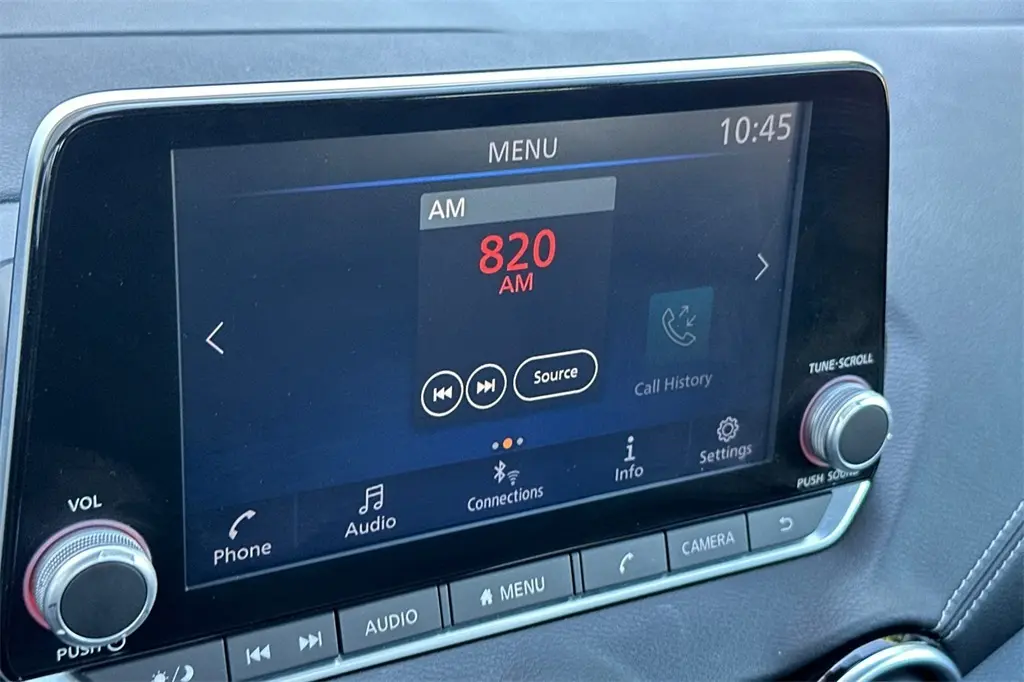 MENU
10:45
AM
820
AM
Source
Call History
Phone
Audio
Connections
Info
Settings
VOL
TUNE·SCROLL
PUSH SOUND
PUSH
AUDIO
MENU
CAMERA